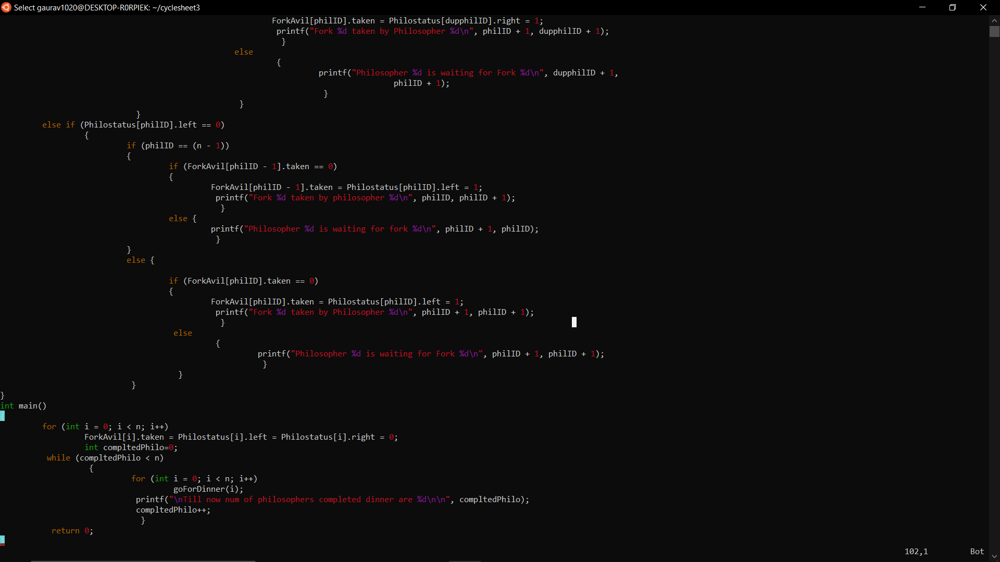 Select gaurav1020@DESKTOP-R0RPIEK: ~/cyclesheet3
ForkAvil[philID].taken = Philostatus[dupphilID].right = 1;
printf("Fork %d taken by Philosopher %d\n", philID + 1, dupphilID + 1);
}
else
{
printf("Philosopher %d is waiting for Fork %d\n", dupphilID + 1,
philID + 1);
}
}
}
else if (Philostatus[philID].left == 0)
{
if (philID == (n - 1))
{
if (ForkAvil[philID - 1].taken == 0)
{
ForkAvil[philID - 1].taken = Philostatus[philID].left = 1;
printf("Fork %d taken by philosopher %d\n", philID, philID + 1);
}
else {
printf("Philosopher %d is waiting for fork %d\n", philID + 1, philID);
}
}
else {
if (ForkAvil[philID].taken == 0)
{
ForkAvil[philID].taken = Philostatus[philID].left = 1;
printf("Fork %d taken by Philosopher %d\n", philID + 1, philID + 1);
}
else
{
printf("Philosopher %d is waiting for Fork %d\n", philID + 1, philID + 1);
}
}
}
}
int main()
{
for (int i = 0; i < n; i++)
ForkAvil[i].taken = Philostatus[i].left = Philostatus[i].right = 0;
int compltedPhilo=0;
while (compltedPhilo < n)
{
for (int i = 0; i < n; i++)
goForDinner(i);
printf("\nTill now num of philosophers completed dinner are %d\n\n", compltedPhilo);
compltedPhilo++;
}
return 0;
}
102,1 Bot